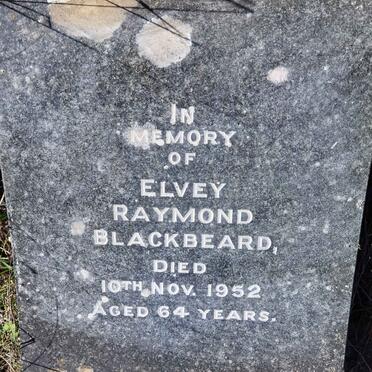 IN
MEMORY
OF
ELVEY
RAYMOND
BLACKBEARD,
DIED
10TH NOV. 1952
AGED 64 YEARS.